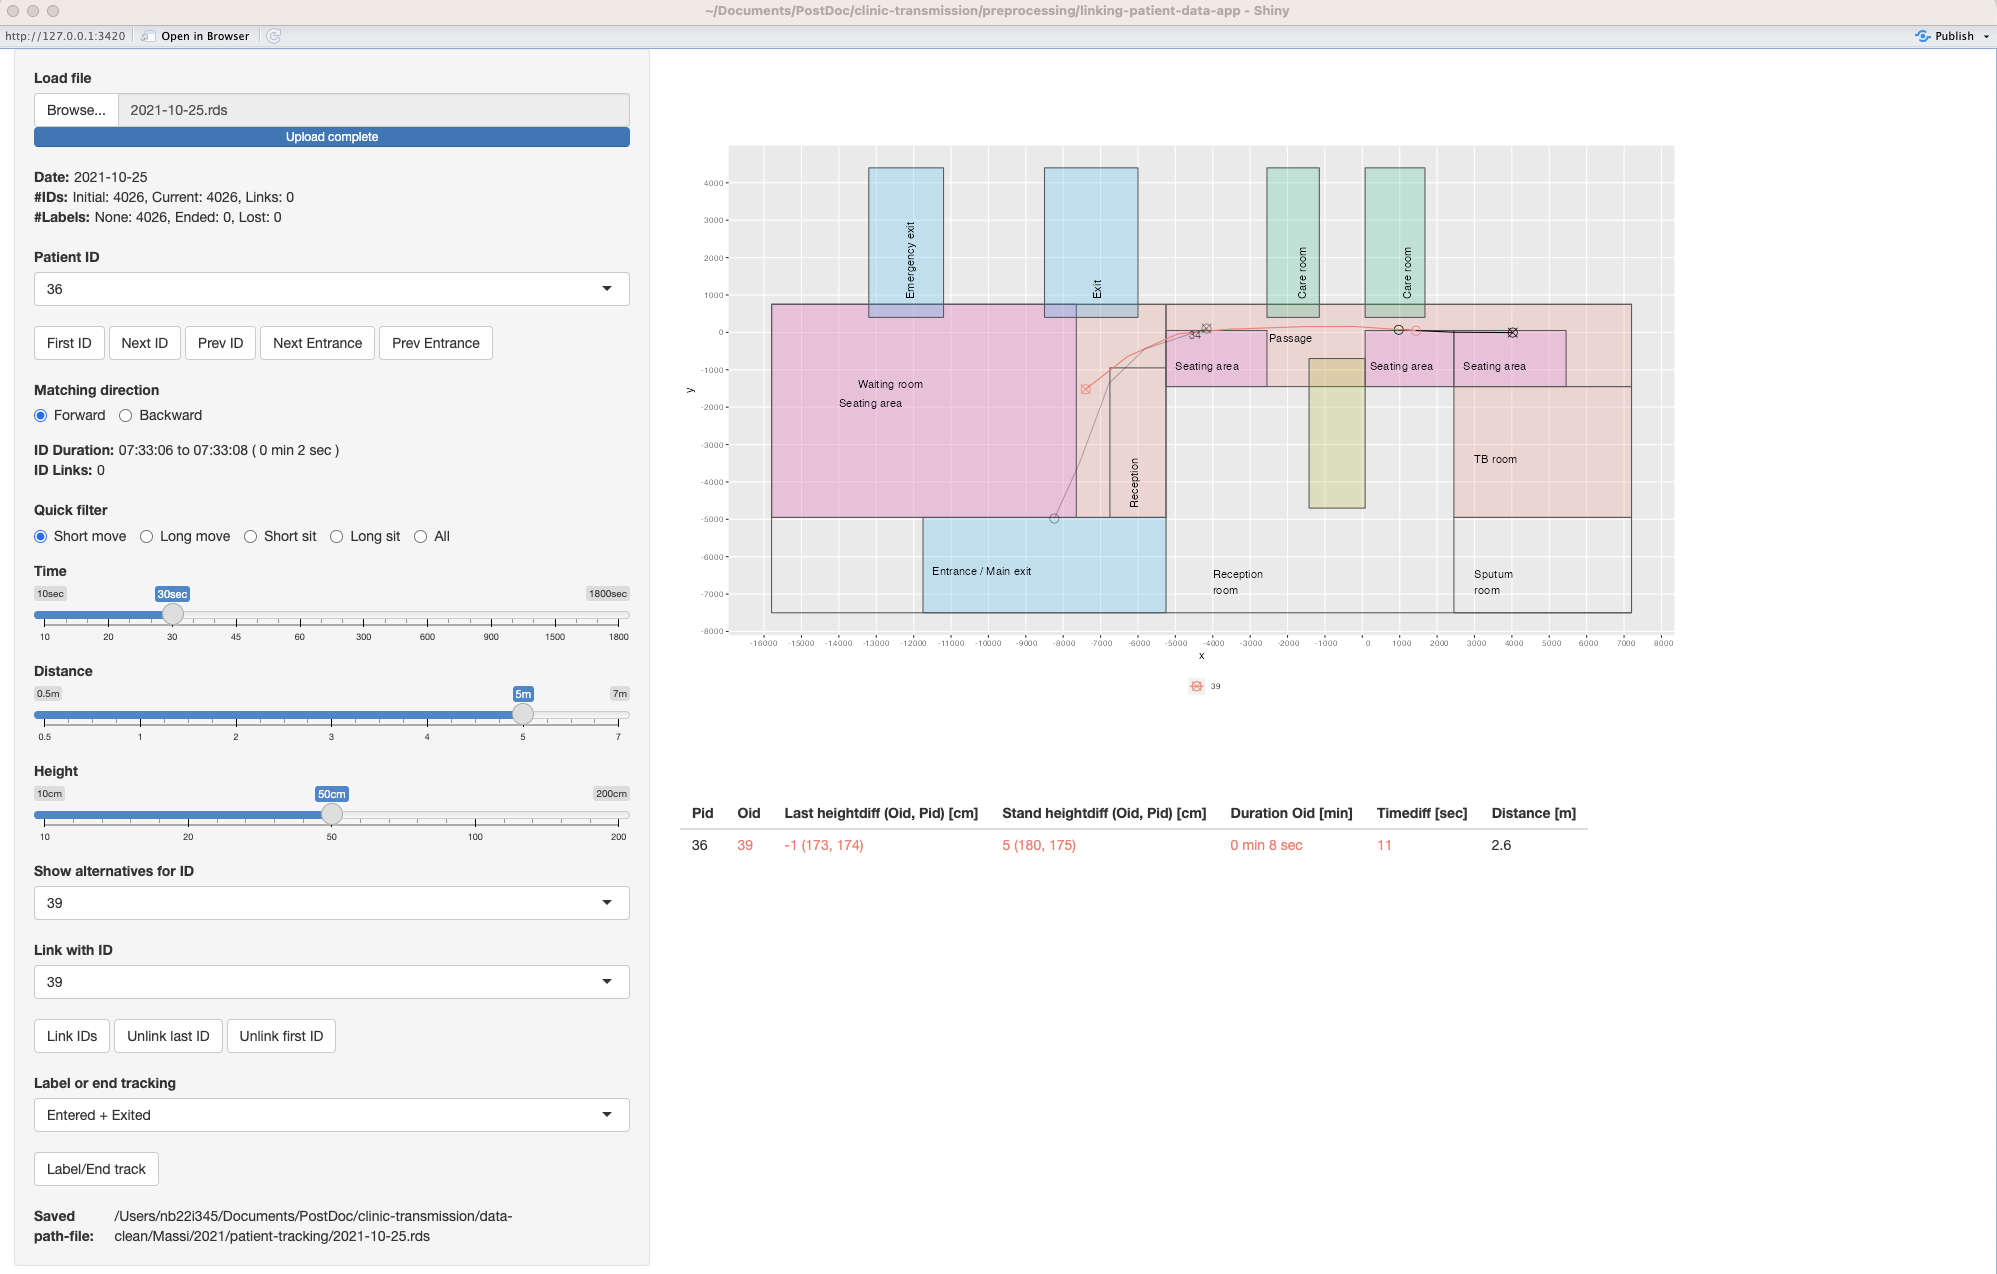 ~/Documents/PostDoc/clinic-transmission/preprocessing/linking-patient-data-app - Shiny
http://127.0.0.1:3420 Open in Browser Publish
Load file
Browse... 2021-10-25.rds
Upload complete
Date: 2021-10-25
#IDs: Initial: 4026, Current: 4026, Links: 0
#Labels: None: 4026, Ended: 0, Lost: 0
Patient ID
36
First ID Next ID Prev ID Next Entrance Prev Entrance
Matching direction
Forward Backward
ID Duration: 07:33:06 to 07:33:08 ( 0 min 2 sec )
ID Links: 0
Quick filter
Short move Long move Short sit Long sit All
Time
10sec 30sec 1800sec
10 20 30 45 60 300 600 900 1500 1800
Distance
0.5m 5m 7m
0.5 1 2 3 4 5 7
Height
10cm 50cm 200cm
10 20 50 100 200
Show alternatives for ID
39
Link with ID
39
Link IDs Unlink last ID Unlink first ID
Label or end tracking
Entered + Exited
Label/End track
Saved path-file: /Users/nb22i345/Documents/PostDoc/clinic-transmission/data-
clean/Massi/2021/patient-tracking/2021-10-25.rds
y
4000
3000
2000
1000
0
-1000
-2000
-3000
-4000
-5000
-6000
-7000
-8000
Emergency exit
Exit
Care room
Care room
34
Passage
Seating area
Seating area
Seating area
Waiting room
Seating area
Reception
TB room
Entrance / Main exit
Reception
room
Sputum
room
-16000 -15000 -14000 -13000 -12000 -11000 -10000 -9000 -8000 -7000 -6000 -5000 -4000 -3000 -2000 -1000 0 1000 2000 3000 4000 5000 6000 7000 8000
x
39
Pid Oid Last heightdiff (Oid, Pid) [cm] Stand heightdiff (Oid, Pid) [cm] Duration Oid [min] Timediff [sec] Distance [m]
36 39 -1 (173, 174) 5 (180, 175) 0 min 8 sec 11 2.6